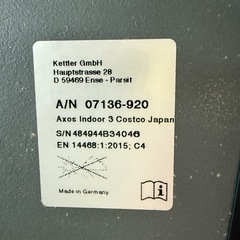 Kettler GmbH
Hauptstrasse 28
D 59469 Ense - Parsit
A/N 07136-920
Axos Indoor 3 Costco Japan
S/N 484944B34046
EN 14468:1:2015; C4
Made in Germany